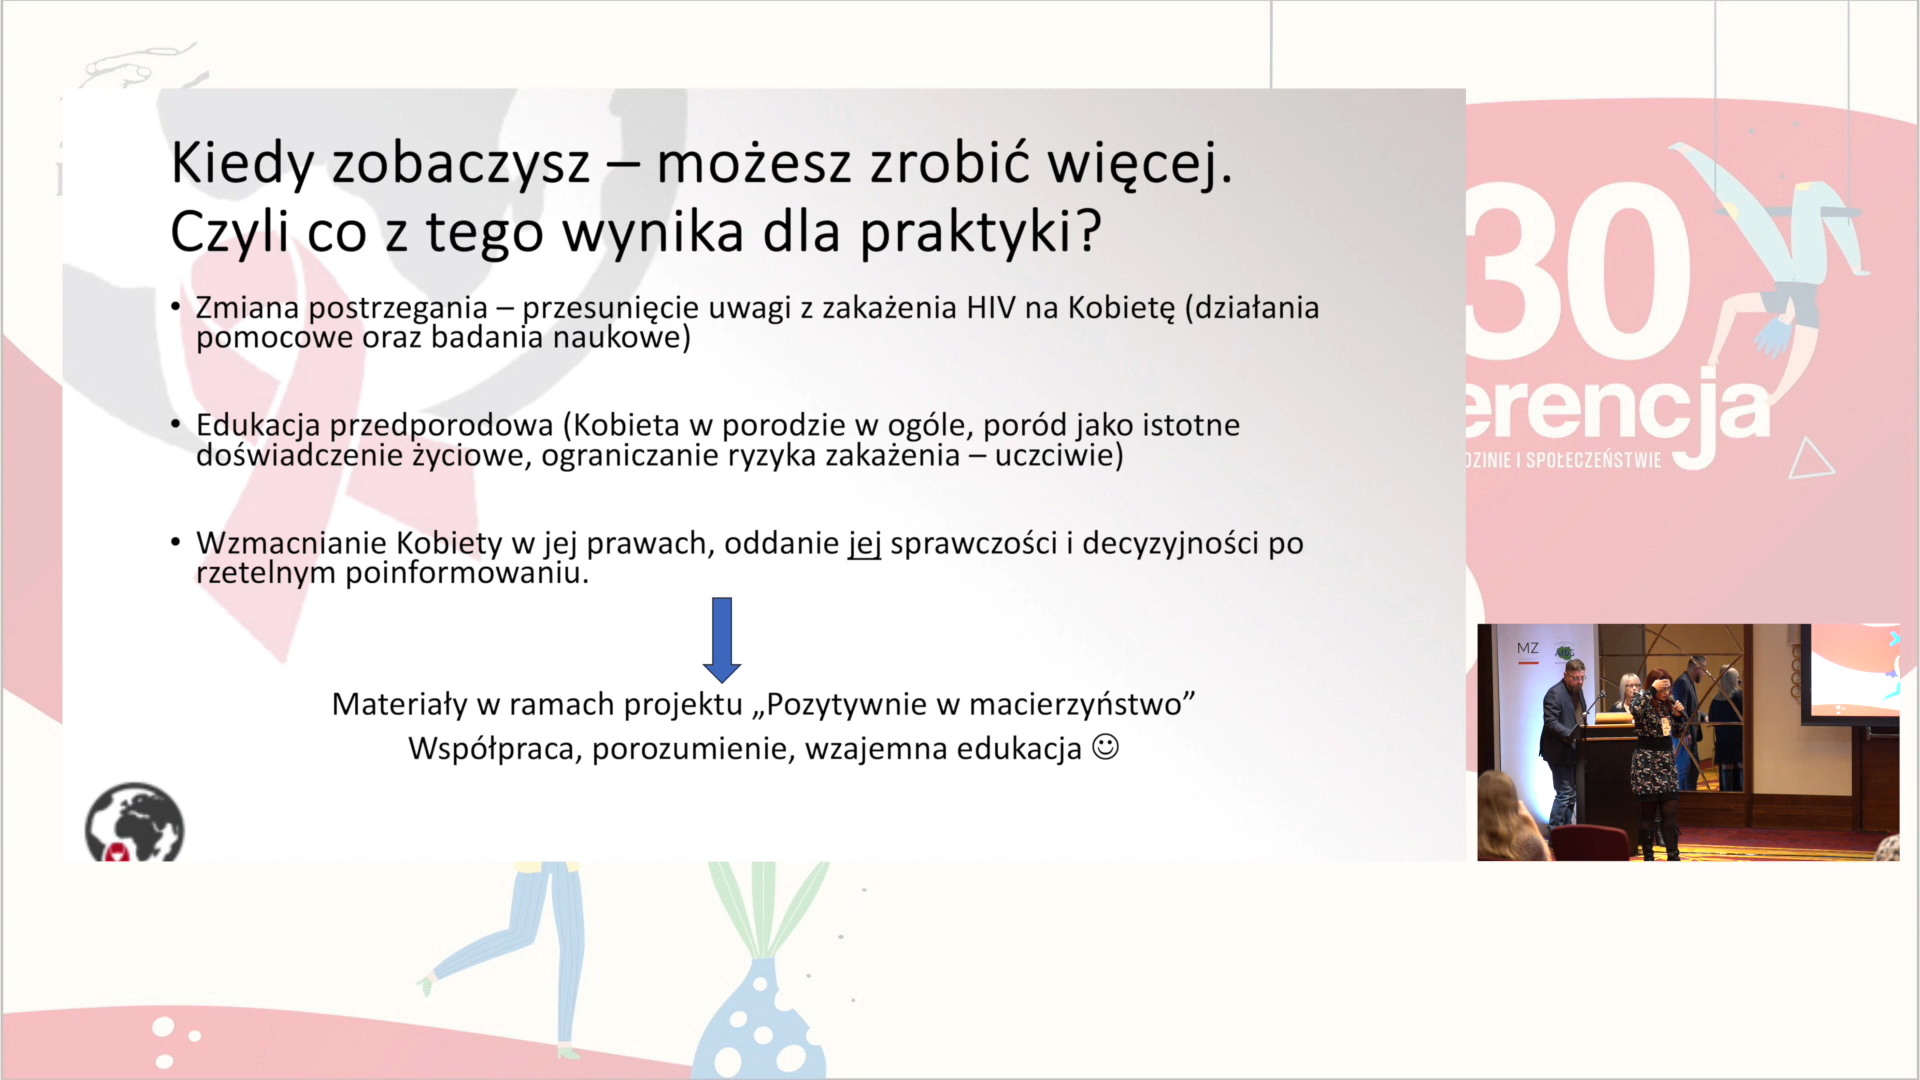 Kiedy zobaczysz – możesz zrobić więcej.
Czyli co z tego wynika dla praktyki?
• Zmiana postrzegania – przesunięcie uwagi z zakażenia HIV na Kobietę (działania
pomocowe oraz badania naukowe)
• Edukacja przedporodowa (Kobieta w porodzie w ogóle, poród jako istotne
doświadczenie życiowe, ograniczanie ryzyka zakażenia – uczciwie)
• Wzmacnianie Kobiety w jej prawach, oddanie jej sprawczości i decyzyjności po
rzetelnym poinformowaniu.
Materiały w ramach projektu „Pozytywnie w macierzyństwo”
Współpraca, porozumienie, wzajemna edukacja ☺
30
erencja
DZINIE I SPOŁECZEŃSTWIE
MZ